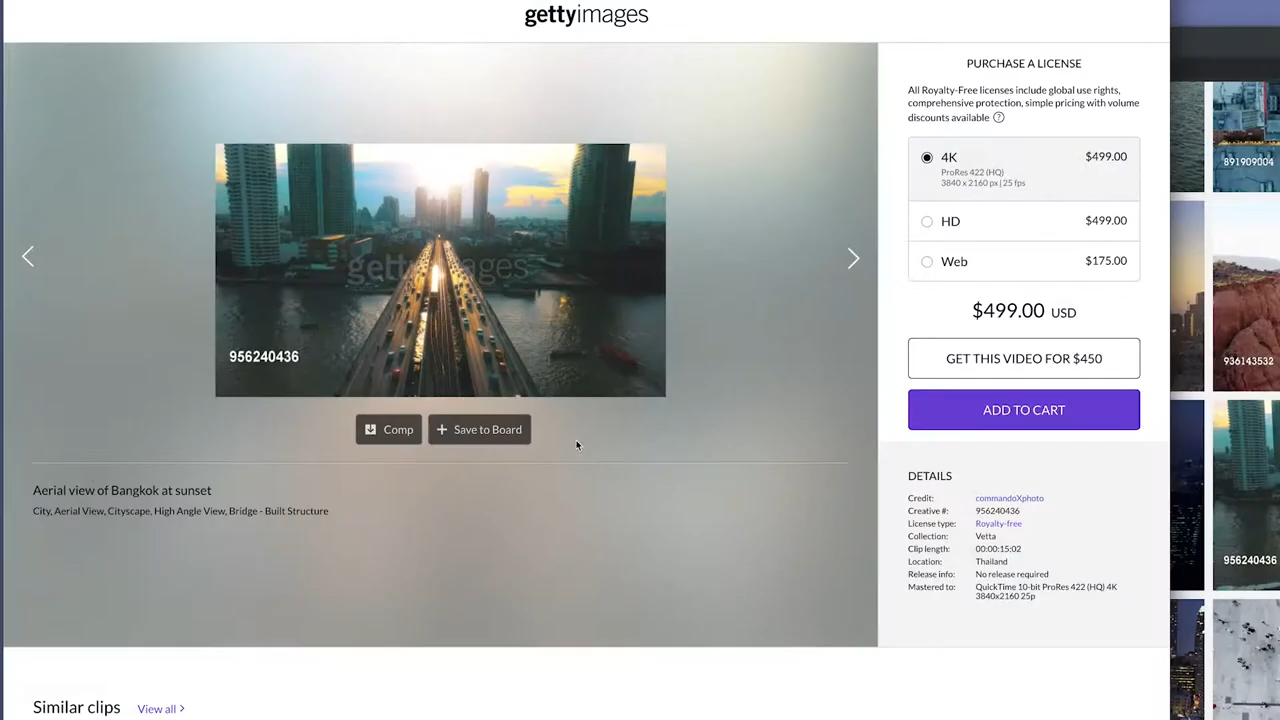 gettyimages
PURCHASE A LICENSE
All Royalty-Free licenses include global use rights,
comprehensive protection, simple pricing with volume
discounts available ?
4K $499.00
ProRes 422 (HQ)
3840 x 2160 px | 25 fps
HD $499.00
Web $175.00
$499.00 USD
GET THIS VIDEO FOR $450
ADD TO CART
gettyimages
956240436
Comp
+ Save to Board
Aerial view of Bangkok at sunset
City, Aerial View, Cityscape, High Angle View, Bridge - Built Structure
DETAILS
Credit: commandoXphoto
Creative #: 956240436
License type: Royalty-free
Collection: Vetta
Clip length: 00:00:15:02
Location: Thailand
Release info: No release required
Mastered to: QuickTime 10-bit ProRes 422 (HQ) 4K
3840x2160 25p
Similar clips View all >
891909004
936143532
956240436